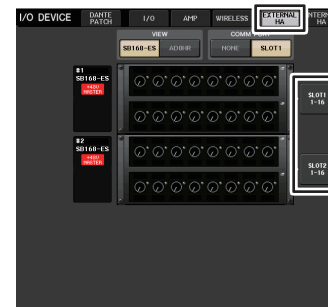 I/O DEVICE
DANTE PATCH
I/O
AMP
WIRELESS
EXTERNAL HA
VIEW
COMM PORT
SB168-ES
AD8HR
NONE
SLOT1
#1
SB168-ES
+48V MASTER
SLOT1
1-16
#2
SB168-ES
+48V MASTER
SLOT2
1-16